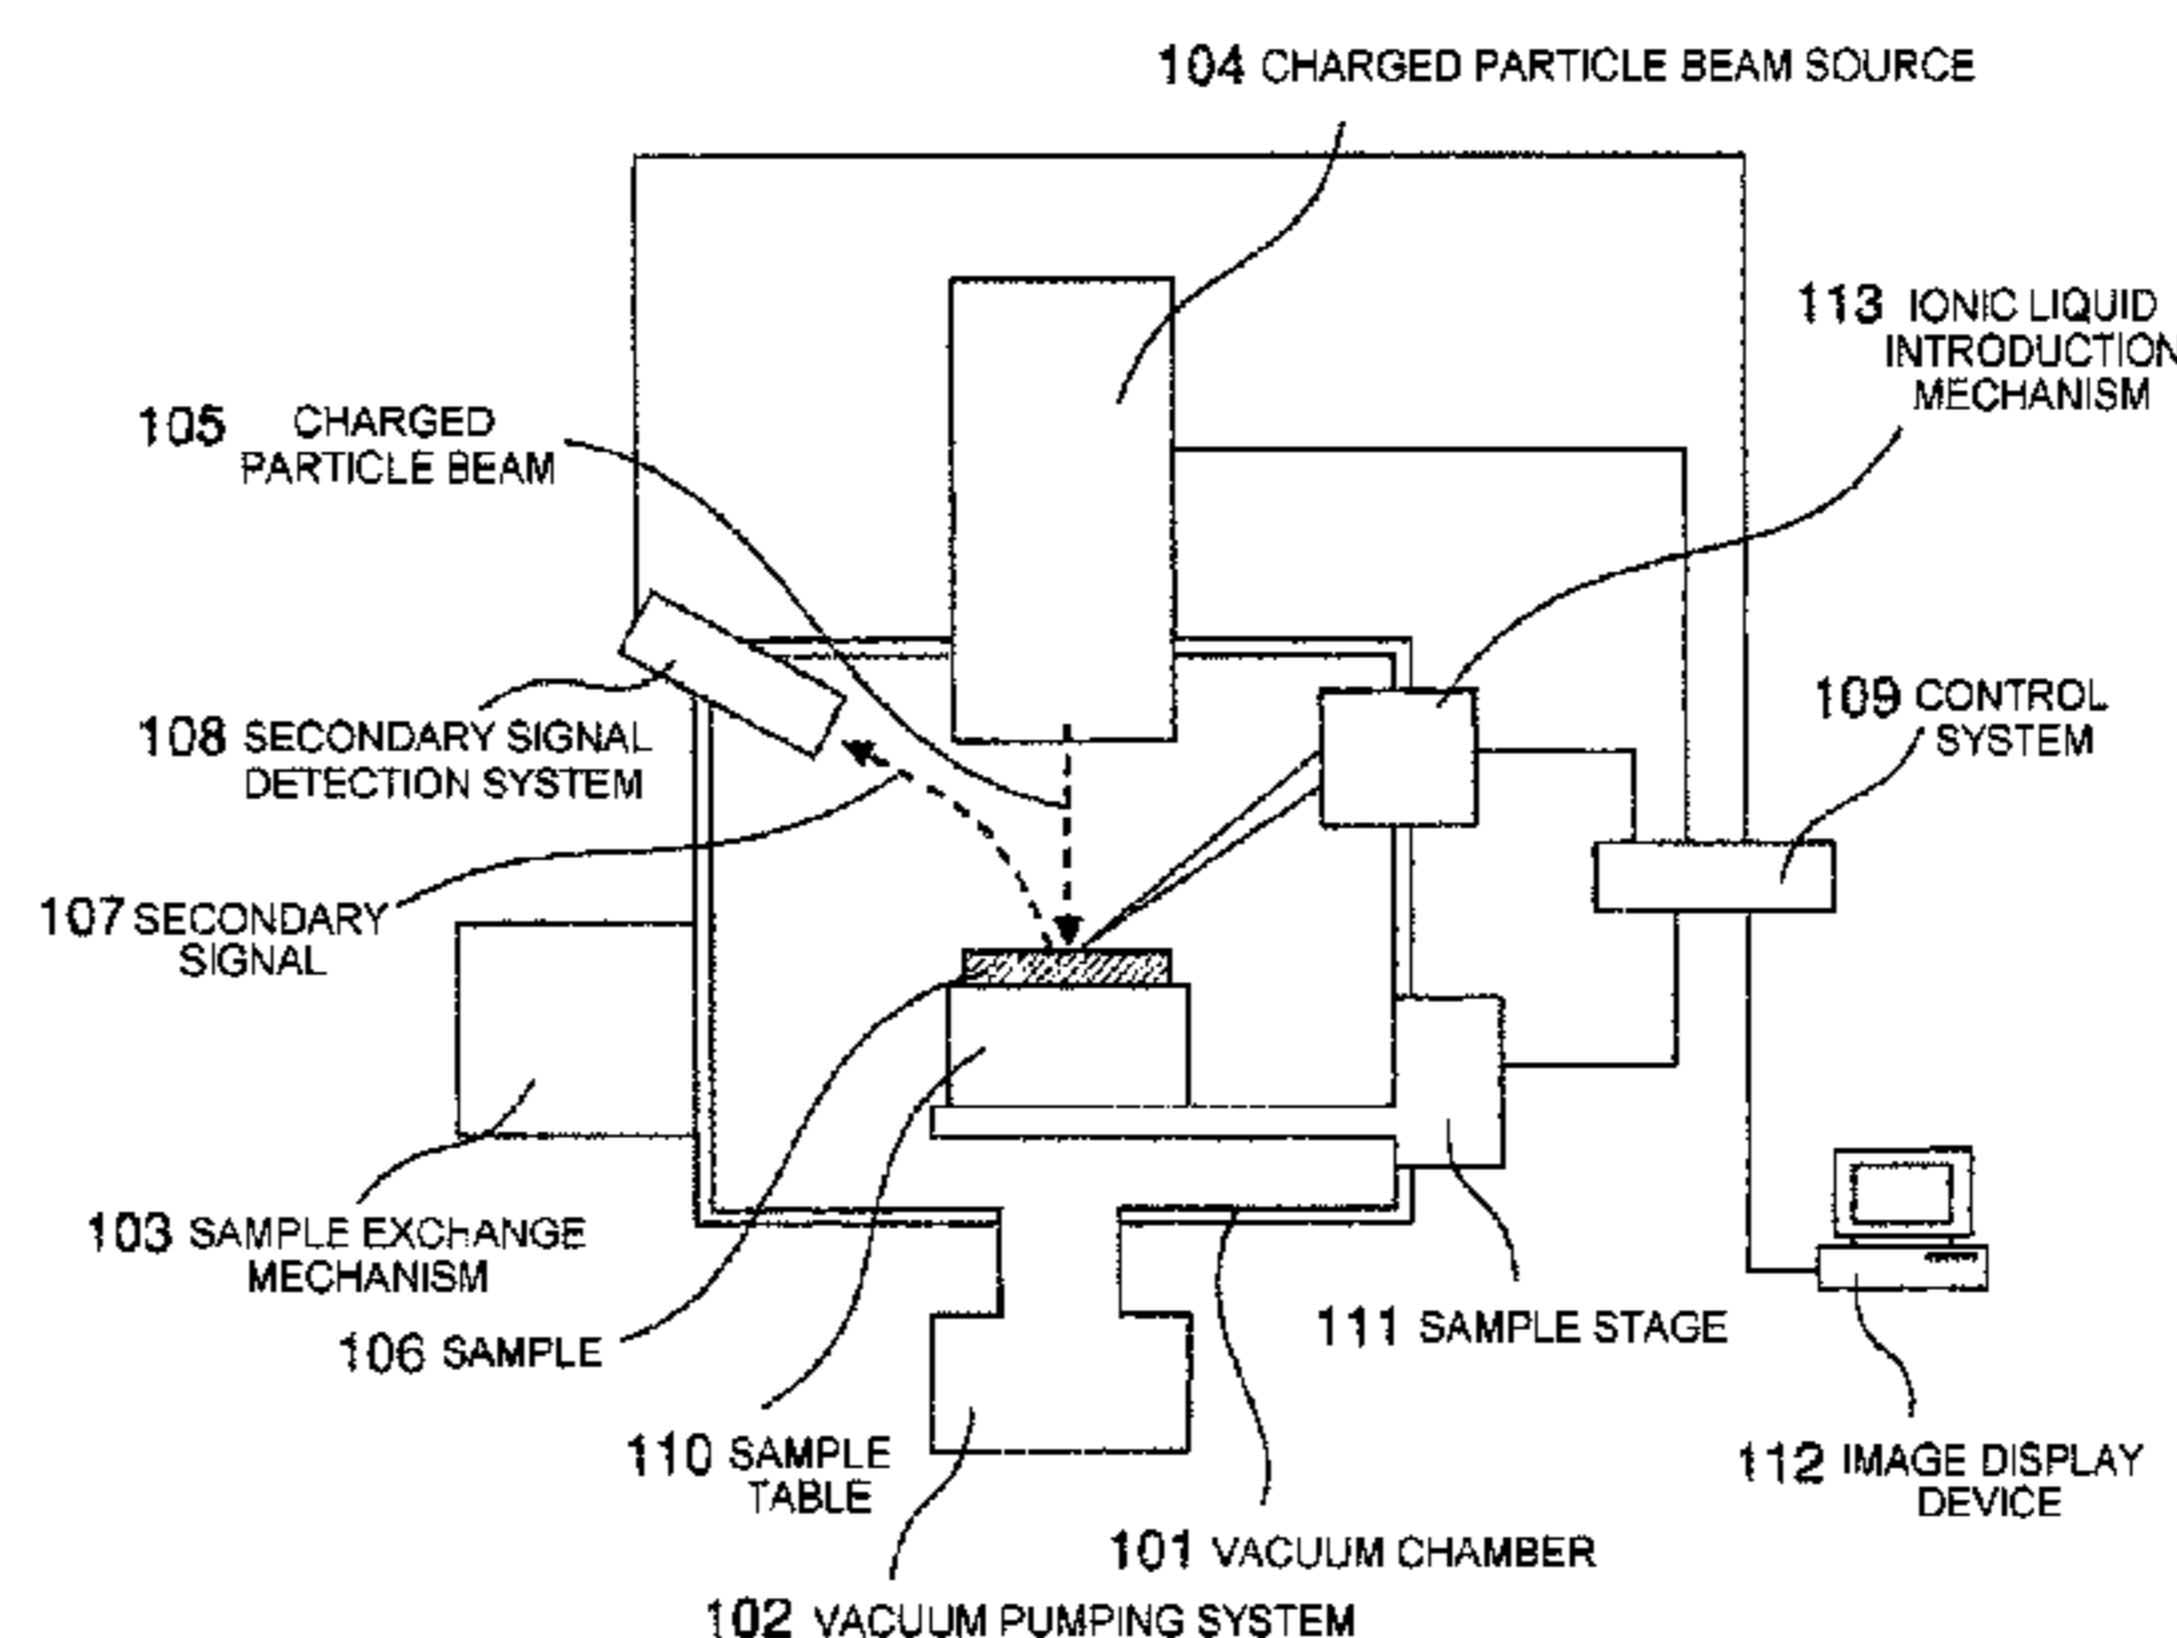 104 CHARGED PARTICLE BEAM SOURCE
113 IONIC LIQUID
INTRODUCTION
MECHANISM
105 CHARGED
PARTICLE BEAM
109 CONTROL
SYSTEM
108 SECONDARY SIGNAL
DETECTION SYSTEM
107 SECONDARY
SIGNAL
103 SAMPLE EXCHANGE
MECHANISM
106 SAMPLE
111 SAMPLE STAGE
110 SAMPLE
TABLE
112 IMAGE DISPLAY
DEVICE
101 VACUUM CHAMBER
102 VACUUM PUMPING SYSTEM